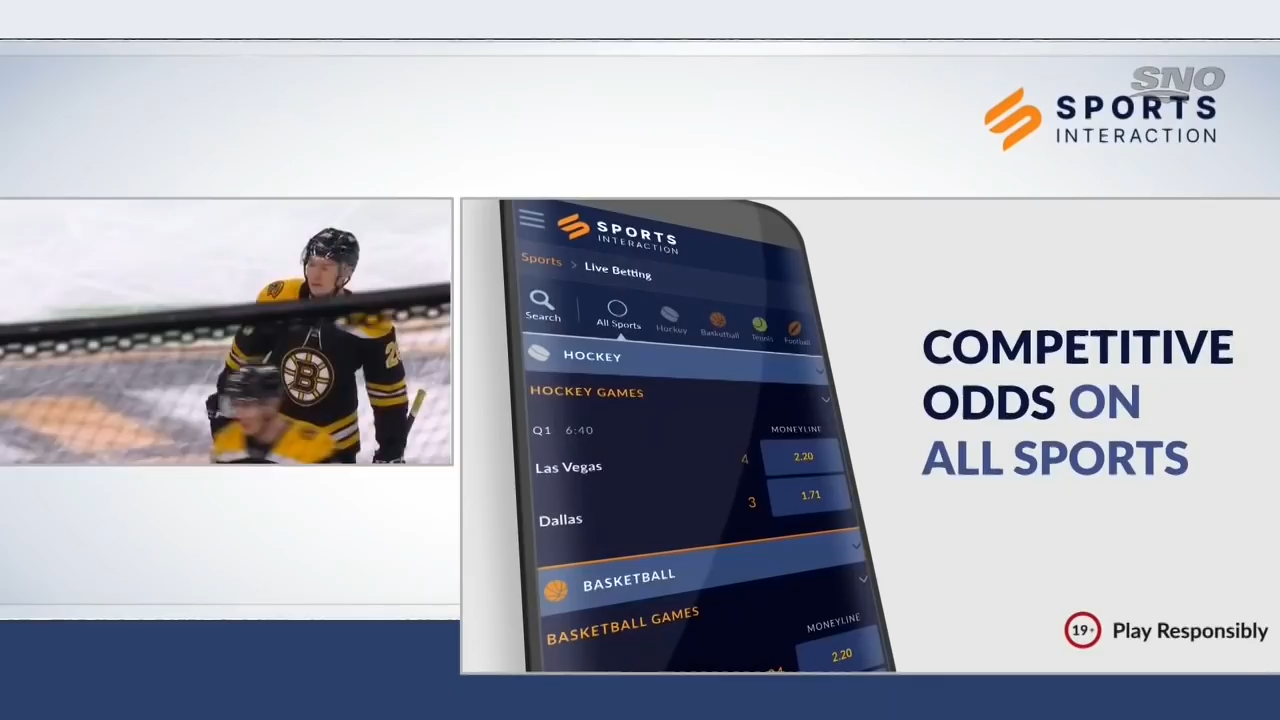 SNO
SPORTS
INTERACTION
SPORTS
INTERACTION
Sports > Live Betting
Search
All Sports
Hockey
Basketball
Tennis
Football
HOCKEY
HOCKEY GAMES
Q1 6:40
MONEYLINE
Las Vegas 4 2.20
Dallas 3 1.71
BASKETBALL
BASKETBALL GAMES
MONEYLINE
2.20
COMPETITIVE
ODDS ON
ALL SPORTS
19+ Play Responsibly
B